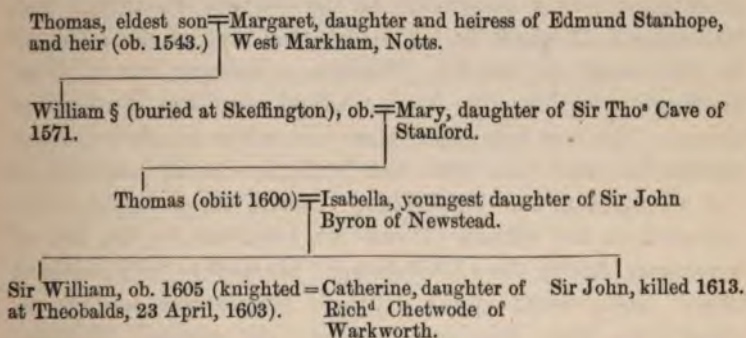 Thomas, eldest son=Margaret, daughter and heiress of Edmund Stanhope,
and heir (ob. 1543.) West Markham, Notts.
William § (buried at Skeffington), ob.=Mary, daughter of Sir Thoˢ Cave of
1571. Stanford.
Thomas (obiit 1600)=Isabella, youngest daughter of Sir John
Byron of Newstead.
Sir William, ob. 1605 (knighted=Catherine, daughter of Sir John, killed 1613.
at Theobalds, 23 April, 1603). Richᵈ Chetwode of
Warkworth.